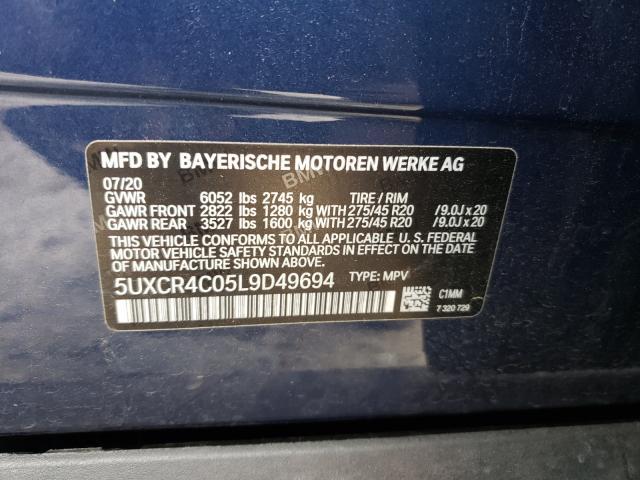 MFD BY BAYERISCHE MOTOREN WERKE AG
07/20
GVWR 6052 lbs 2745 kg TIRE / RIM
GAWR FRONT 2822 lbs 1280 kg WITH 275/45 R20 / 9.0J x 20
GAWR REAR 3527 lbs 1600 kg WITH 275/45 R20 / 9.0J x 20
THIS VEHICLE CONFORMS TO ALL APPLICABLE U. S. FEDERAL
MOTOR VEHICLE SAFETY STANDARDS IN EFFECT ON THE
DATE OF MANUFACTURE SHOWN ABOVE.
5UXCR4C05L9D49694 TYPE: MPV
C1MM
7 320 729